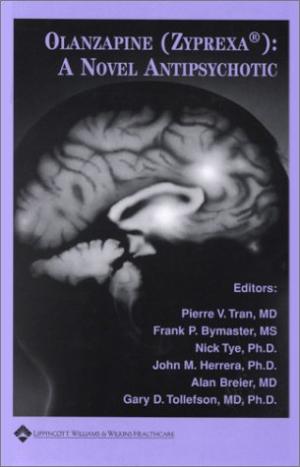 OLANZAPINE (ZYPREXA®):
A NOVEL ANTIPSYCHOTIC
Editors:
Pierre V. Tran, MD
Frank P. Bymaster, MS
Nick Tye, Ph.D.
John M. Herrera, Ph.D.
Alan Breier, MD
Gary D. Tollefson, MD, Ph.D.
LIPPINCOTT WILLIAMS & WILKINS HEALTHCARE